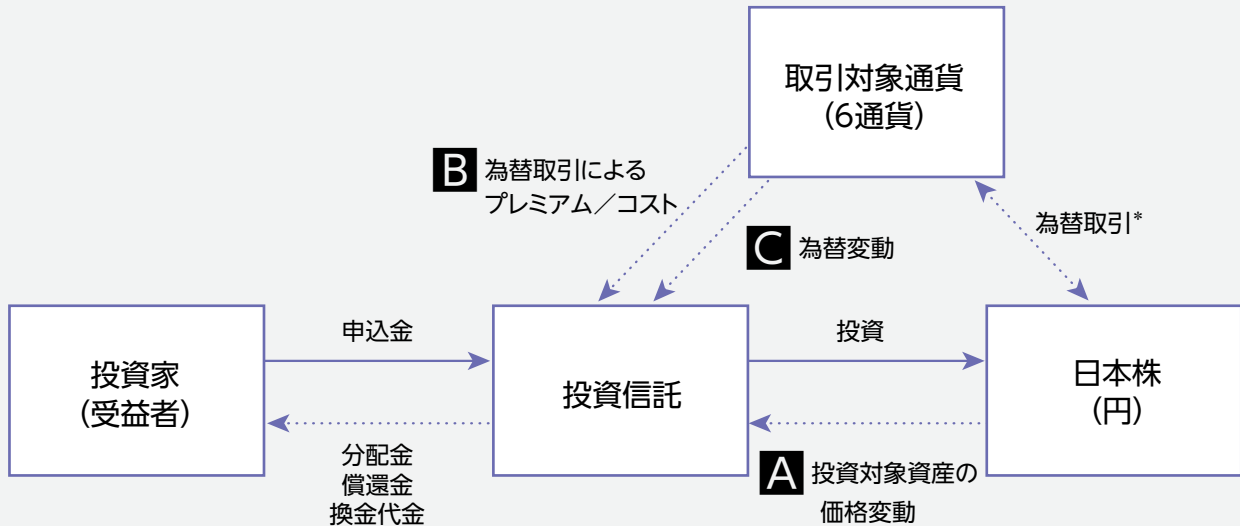 取引対象通貨
(6通貨)
B 為替取引による
プレミアム/コスト
C 為替変動
為替取引*
投資家
(受益者)
申込金
分配金
償還金
換金代金
投資信託
投資
A 投資対象資産の
価格変動
日本株
(円)